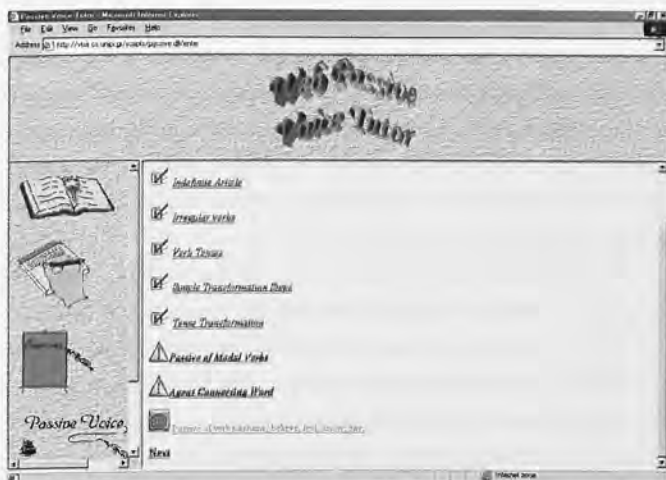 Passive Voice Tutor - Microsoft Internet Explorer
File Edit View Go Favorites Help
Address
Web Passive
Voice Tutor
Indefinite Article
Irregular verbs
Verb Tenses
Simple Transformation Steps
Tense Transformation
Passive of Modal Verbs
Agent Connecting Word
Passive Voice
Next
Internet zone